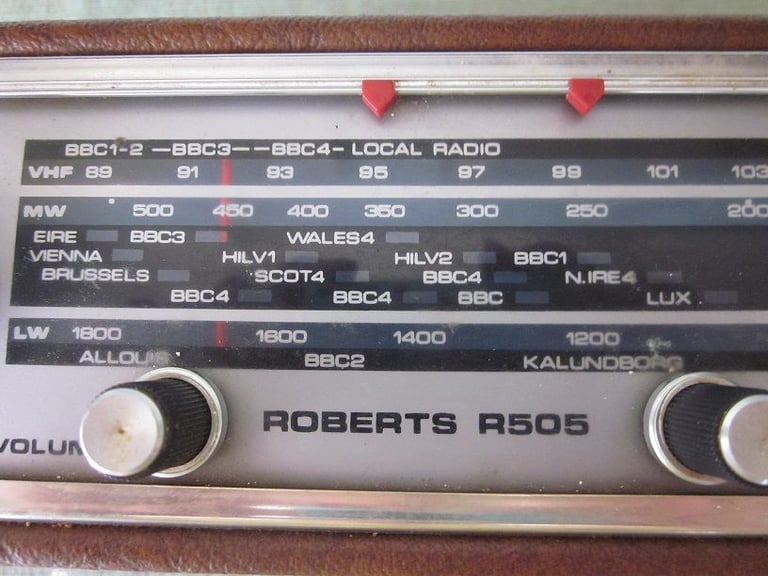 BBC1-2 —BBC3— —BBC4— LOCAL RADIO
VHF 89 91 93 95 97 99 101 103
MW 500 450 400 350 300 250 200
EIRE BBC3 WALES4
VIENNA HILV1 HILV2 BBC1
BRUSSELS SCOT4 BBC4 N.IRE4
BBC4 BBC4 BBC LUX
LW 1800 1600 1400 1200
ALLOUIS BBC2 KALUNDBORG
ROBERTS R505
VOLUM